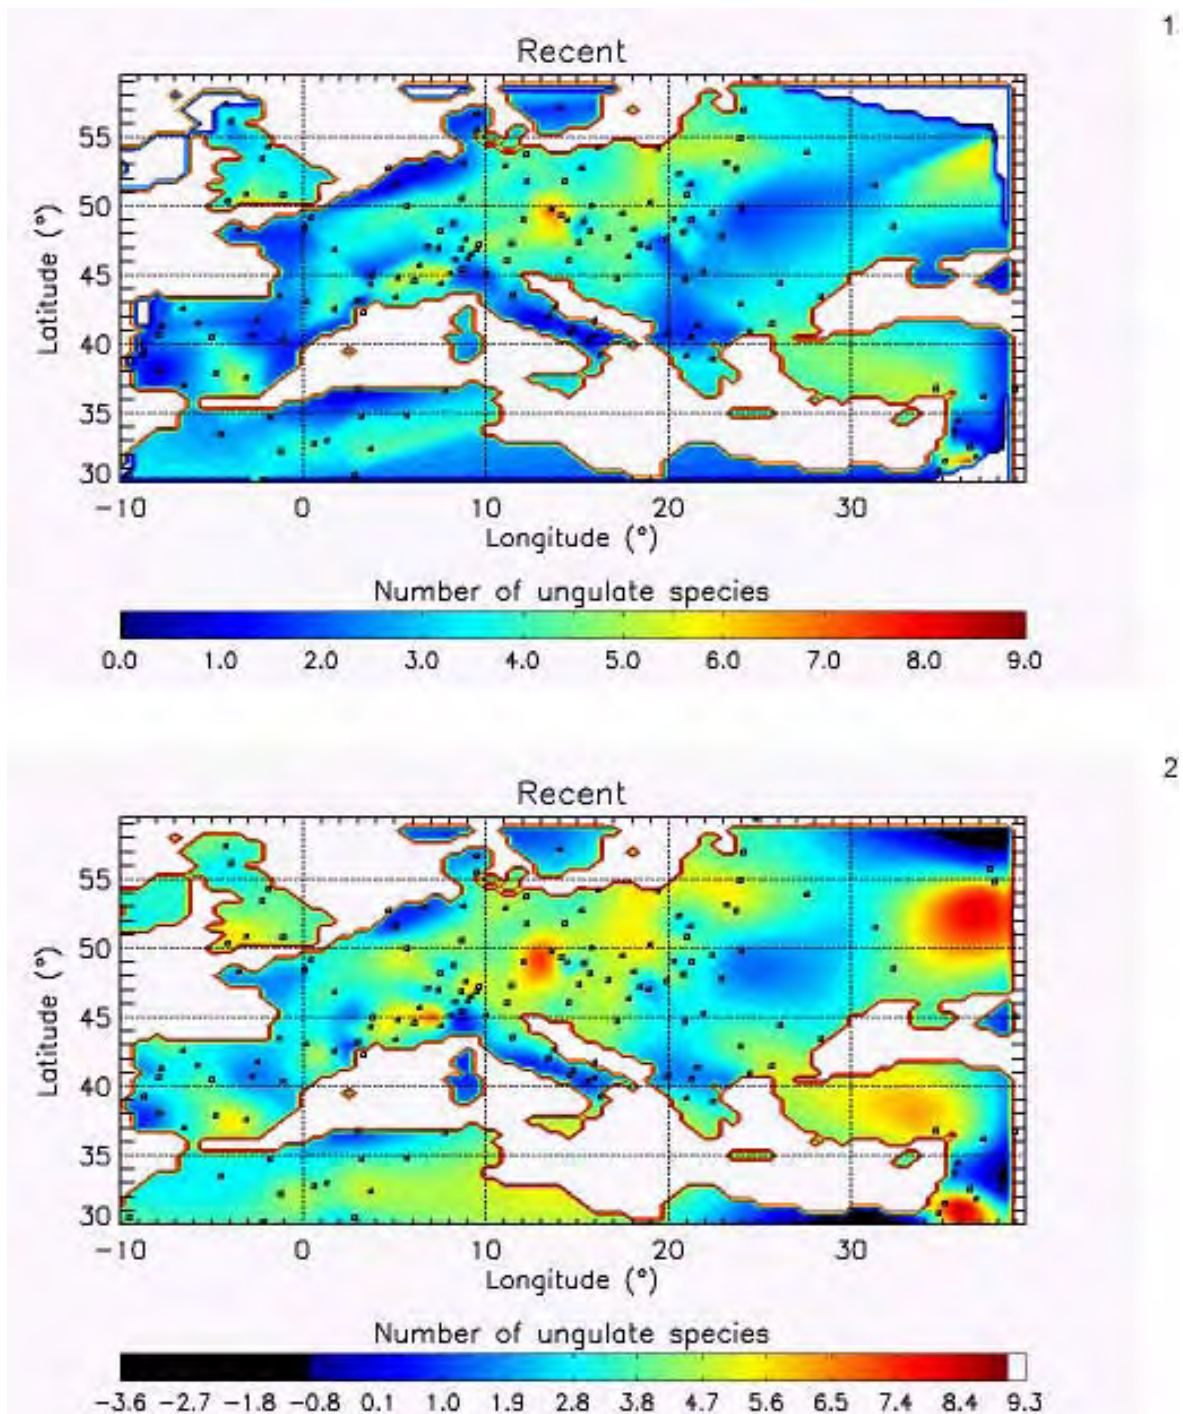 1
Recent
55
50
45
40
35
30
Latitude (°)
-10 0 10 20 30
Longitude (°)
Number of ungulate species
0.0 1.0 2.0 3.0 4.0 5.0 6.0 7.0 8.0 9.0
2
Recent
55
50
45
40
35
30
Latitude (°)
-10 0 10 20 30
Longitude (°)
Number of ungulate species
-3.6 -2.7 -1.8 -0.8 0.1 1.0 1.9 2.8 3.8 4.7 5.6 6.5 7.4 8.4 9.3